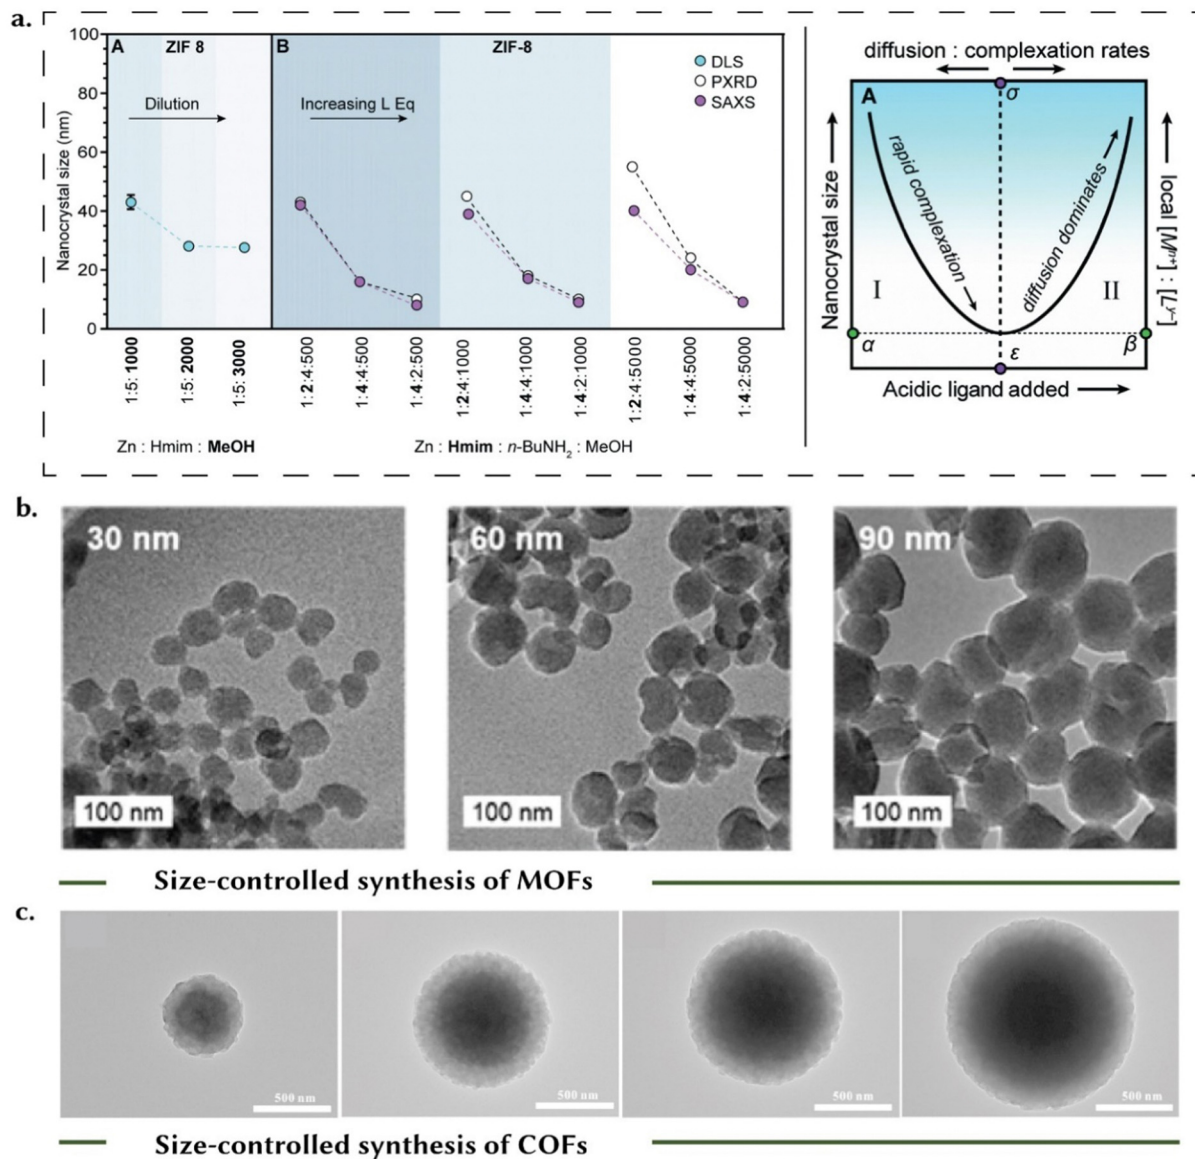 a.
A
ZIF 8
B
ZIF-8
DLS
PXRD
SAXS
Dilution
Increasing L Eq
Nanocrystal size (nm)
100
80
60
40
20
0
1:5:1000
1:5:2000
1:5:3000
1:2:4:500
1:4:4:500
1:4:2:500
1:2:4:1000
1:4:4:1000
1:4:2:1000
1:2:4:5000
1:4:4:5000
1:4:2:5000
Zn : Hmim : MeOH
Zn : Hmim : n-BuNH₂ : MeOH
diffusion : complexation rates
A
σ
Nanocrystal size
rapid complexation
diffusion dominates
local [Mⁿ⁺] : [Lʸ⁻]
I
II
α
ε
β
Acidic ligand added
b.
30 nm
60 nm
90 nm
100 nm
100 nm
100 nm
Size-controlled synthesis of MOFs
c.
500 nm
500 nm
500 nm
500 nm
Size-controlled synthesis of COFs